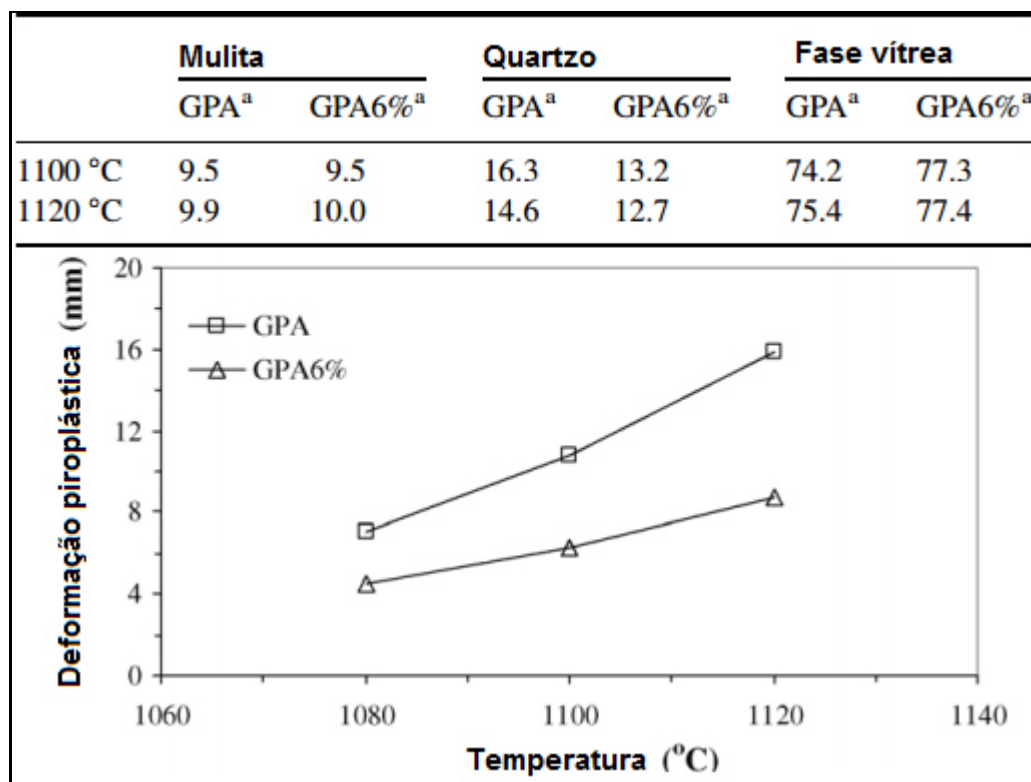 Mulita Quartzo Fase vítrea
GPAᵃ GPA6%ᵃ GPAᵃ GPA6%ᵃ GPAᵃ GPA6%ᵃ
1100 °C 9.5 9.5 16.3 13.2 74.2 77.3
1120 °C 9.9 10.0 14.6 12.7 75.4 77.4
Deformação piroplástica (mm)
20
16
12
8
4
0
GPA
GPA6%
1060 1080 1100 1120 1140
Temperatura (°C)